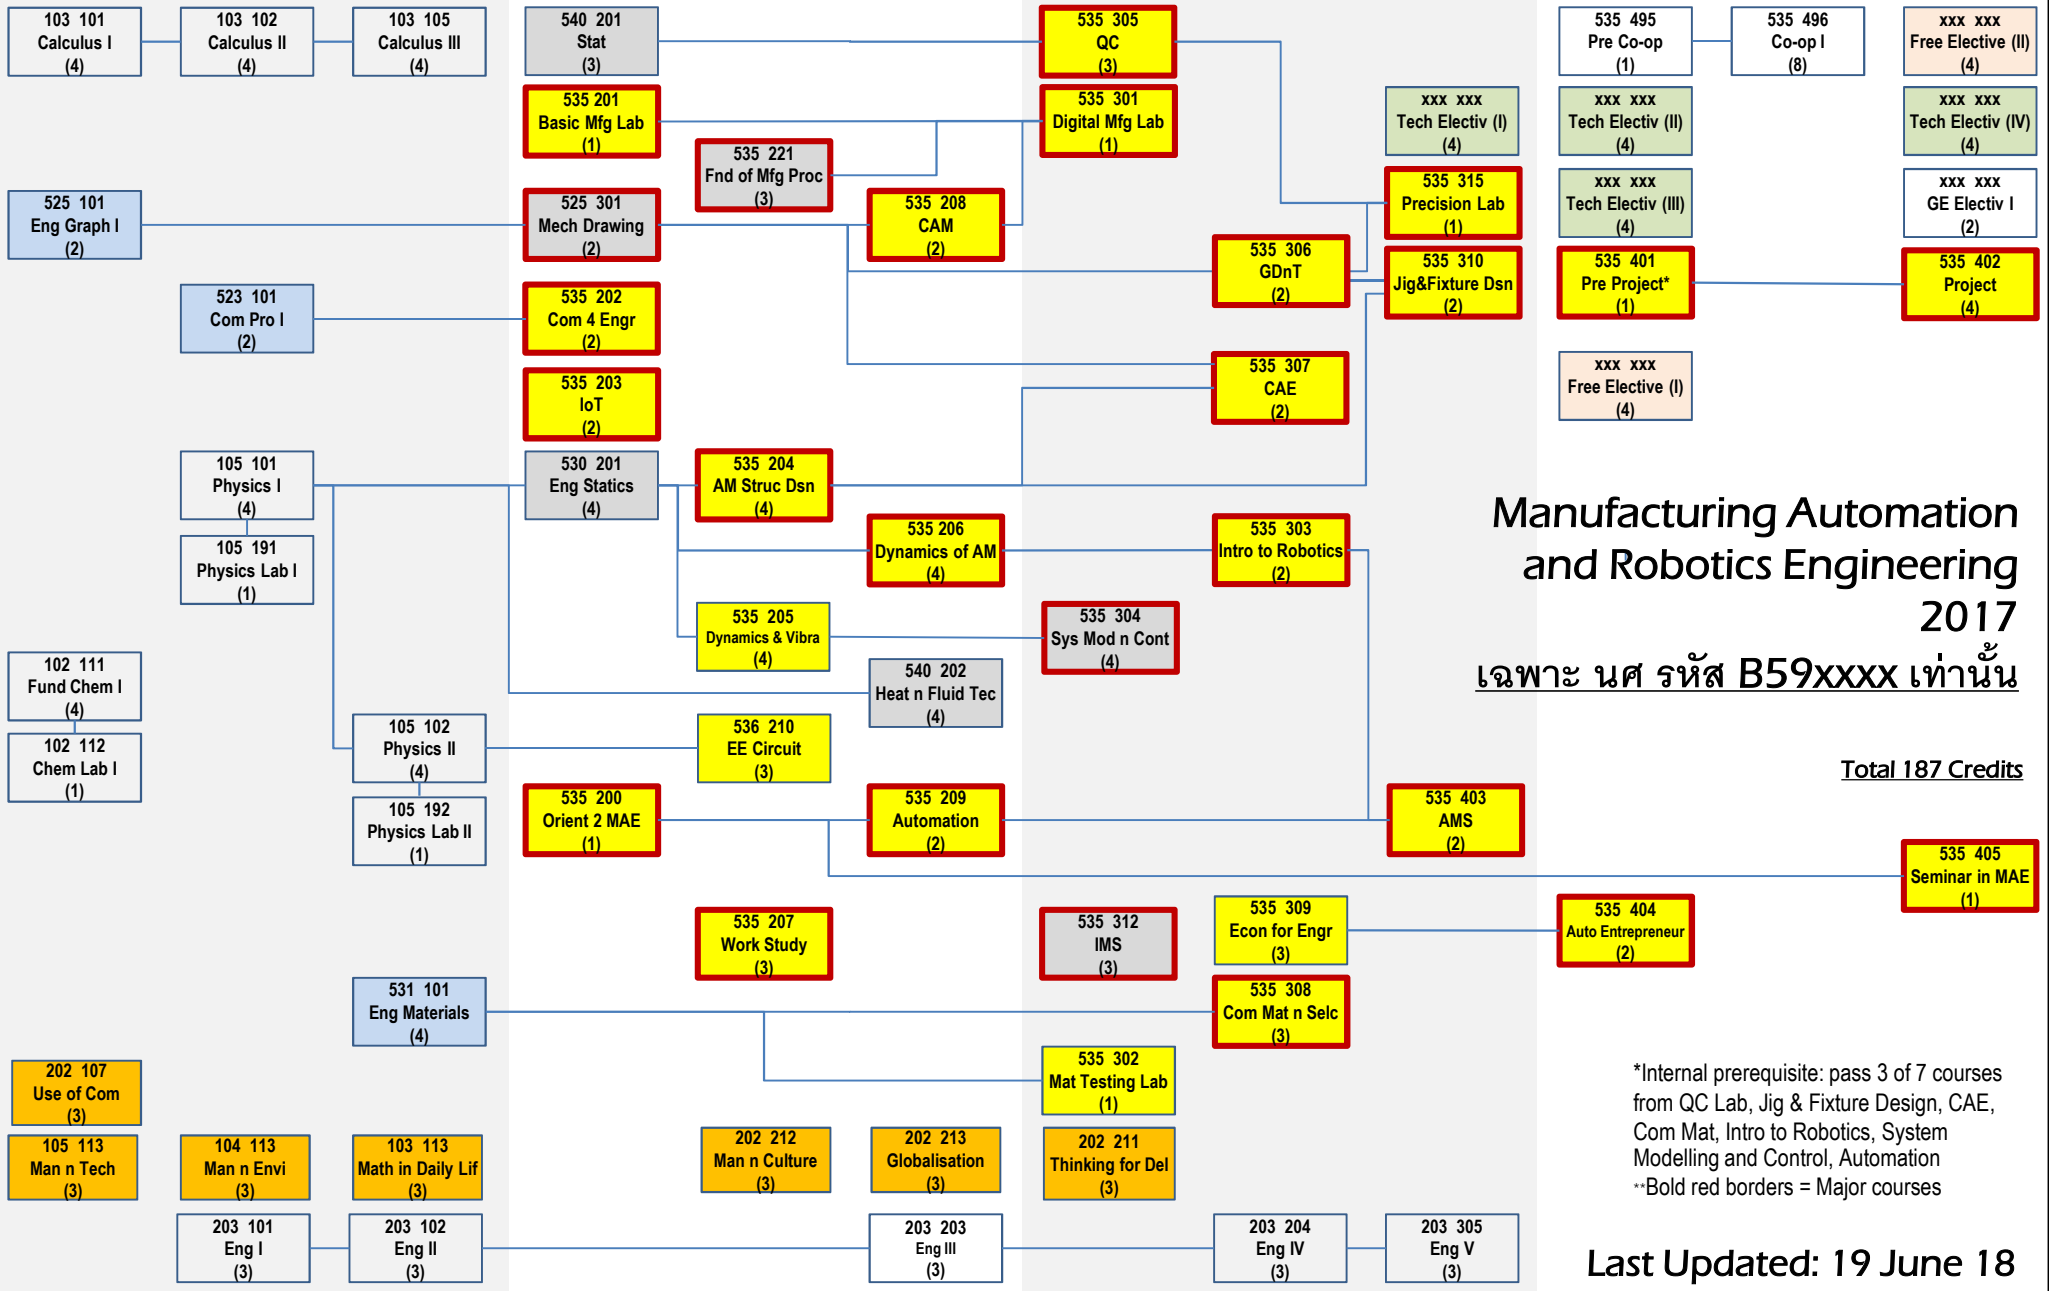 103 101
Calculus I
(4)
103 102
Calculus II
(4)
103 105
Calculus III
(4)
540 201
Stat
(3)
535 305
QC
(3)
535 495
Pre Co-op
(1)
535 496
Co-op I
(8)
xxx xxx
Free Elective (II)
(4)
535 201
Basic Mfg Lab
(1)
535 301
Digital Mfg Lab
(1)
xxx xxx
Tech Electiv (I)
(4)
xxx xxx
Tech Electiv (II)
(4)
xxx xxx
Tech Electiv (IV)
(4)
535 221
Fnd of Mfg Proc
(3)
525 101
Eng Graph I
(2)
525 301
Mech Drawing
(2)
535 208
CAM
(2)
535 315
Precision Lab
(1)
xxx xxx
Tech Electiv (III)
(4)
xxx xxx
GE Electiv I
(2)
535 306
GDnT
(2)
535 310
Jig&Fixture Dsn
(2)
535 401
Pre Project*
(1)
535 402
Project
(4)
523 101
Com Pro I
(2)
535 202
Com 4 Engr
(2)
535 203
IoT
(2)
535 307
CAE
(2)
xxx xxx
Free Elective (I)
(4)
105 101
Physics I
(4)
530 201
Eng Statics
(4)
535 204
AM Struc Dsn
(4)
105 191
Physics Lab I
(1)
535 206
Dynamics of AM
(4)
535 303
Intro to Robotics
(2)
Manufacturing Automation
and Robotics Engineering
2017
เฉพาะ นศ รหัส B59xxxx เท่านั้น
535 205
Dynamics & Vibra
(4)
535 304
Sys Mod n Cont
(4)
102 111
Fund Chem I
(4)
540 202
Heat n Fluid Tec
(4)
102 112
Chem Lab I
(1)
105 102
Physics II
(4)
536 210
EE Circuit
(3)
Total 187 Credits
105 192
Physics Lab II
(1)
535 200
Orient 2 MAE
(1)
535 209
Automation
(2)
535 403
AMS
(2)
535 405
Seminar in MAE
(1)
535 207
Work Study
(3)
535 312
IMS
(3)
535 309
Econ for Engr
(3)
535 404
Auto Entrepreneur
(2)
531 101
Eng Materials
(4)
535 308
Com Mat n Selc
(3)
535 302
Mat Testing Lab
(1)
202 107
Use of Com
(3)
105 113
Man n Tech
(3)
104 113
Man n Envi
(3)
103 113
Math in Daily Lif
(3)
202 212
Man n Culture
(3)
202 213
Globalisation
(3)
202 211
Thinking for Del
(3)
*Internal prerequisite: pass 3 of 7 courses
from QC Lab, Jig & Fixture Design, CAE,
Com Mat, Intro to Robotics, System
Modelling and Control, Automation
**Bold red borders = Major courses
203 101
Eng I
(3)
203 102
Eng II
(3)
203 203
Eng III
(3)
203 204
Eng IV
(3)
203 305
Eng V
(3)
Last Updated: 19 June 18